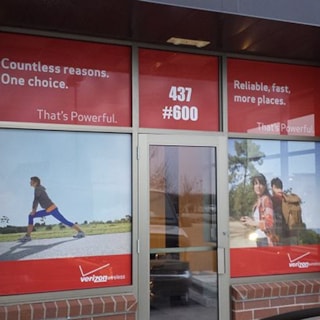 Countless reasons.
One choice.
That's Powerful.
437
#600
Reliable, fast,
more places.
That's Powerful.
verizon wireless
verizon wireless